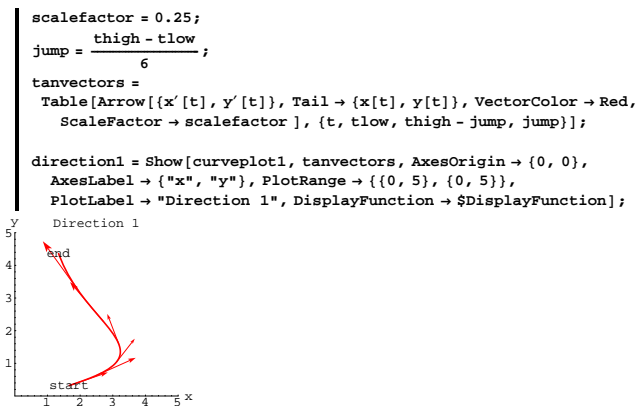 scalefactor = 0.25;
jump = thigh - tlow / 6 ;
tanvectors =
Table[Arrow[{x′[t], y′[t]}, Tail → {x[t], y[t]}, VectorColor → Red,
ScaleFactor → scalefactor ], {t, tlow, thigh - jump, jump}];
direction1 = Show[curveplot1, tanvectors, AxesOrigin → {0, 0},
AxesLabel → {"x", "y"}, PlotRange → {{0, 5}, {0, 5}},
PlotLabel → "Direction 1", DisplayFunction → $DisplayFunction];
y Direction 1
5
end
4
3
2
1
start
1 2 3 4 5 x